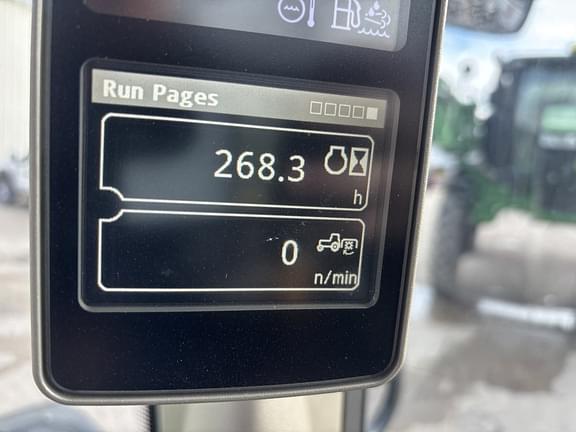 Run Pages
268.3
h
0
n/min